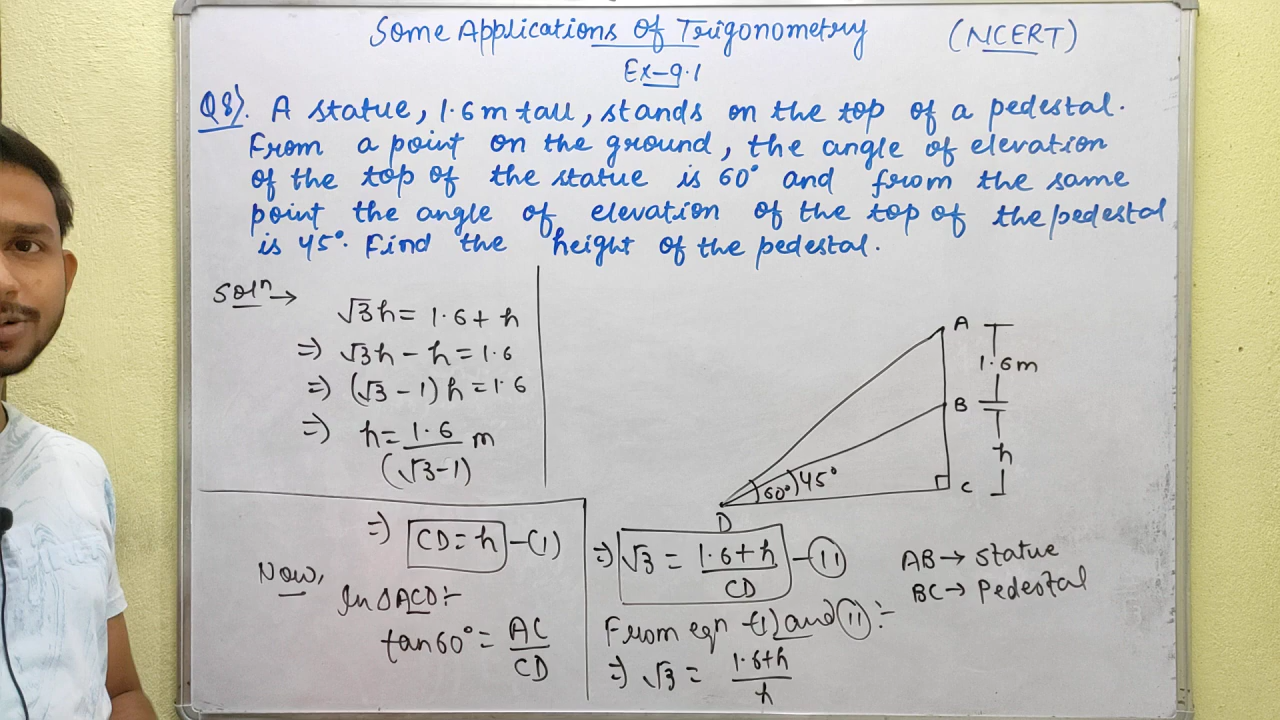 Some Applications Of Trigonometry (NCERT)
Ex-9.1
Q8). A statue, 1.6m tall, stands on the top of a pedestal.
From a point on the ground, the angle of elevation
of the top of the statue is 60° and from the same
point the angle of elevation of the top of the pedestal
is 45°. Find the height of the pedestal.
Solⁿ→
√3h = 1.6 + h
⇒ √3h - h = 1.6
⇒ (√3 - 1) h = 1.6
⇒ h = 1.6/(√3-1) m
⇒ CD = h -(1)
Now,
In ΔACD:-
tan60° = AC/CD
⇒ √3 = 1.6+h/CD -(11)
From eqn (1) and (11):-
⇒ √3 = 1.6+h/h
A
1.6m
B
h
C
D
60°
45°
AB→ statue
BC→ Pedestal